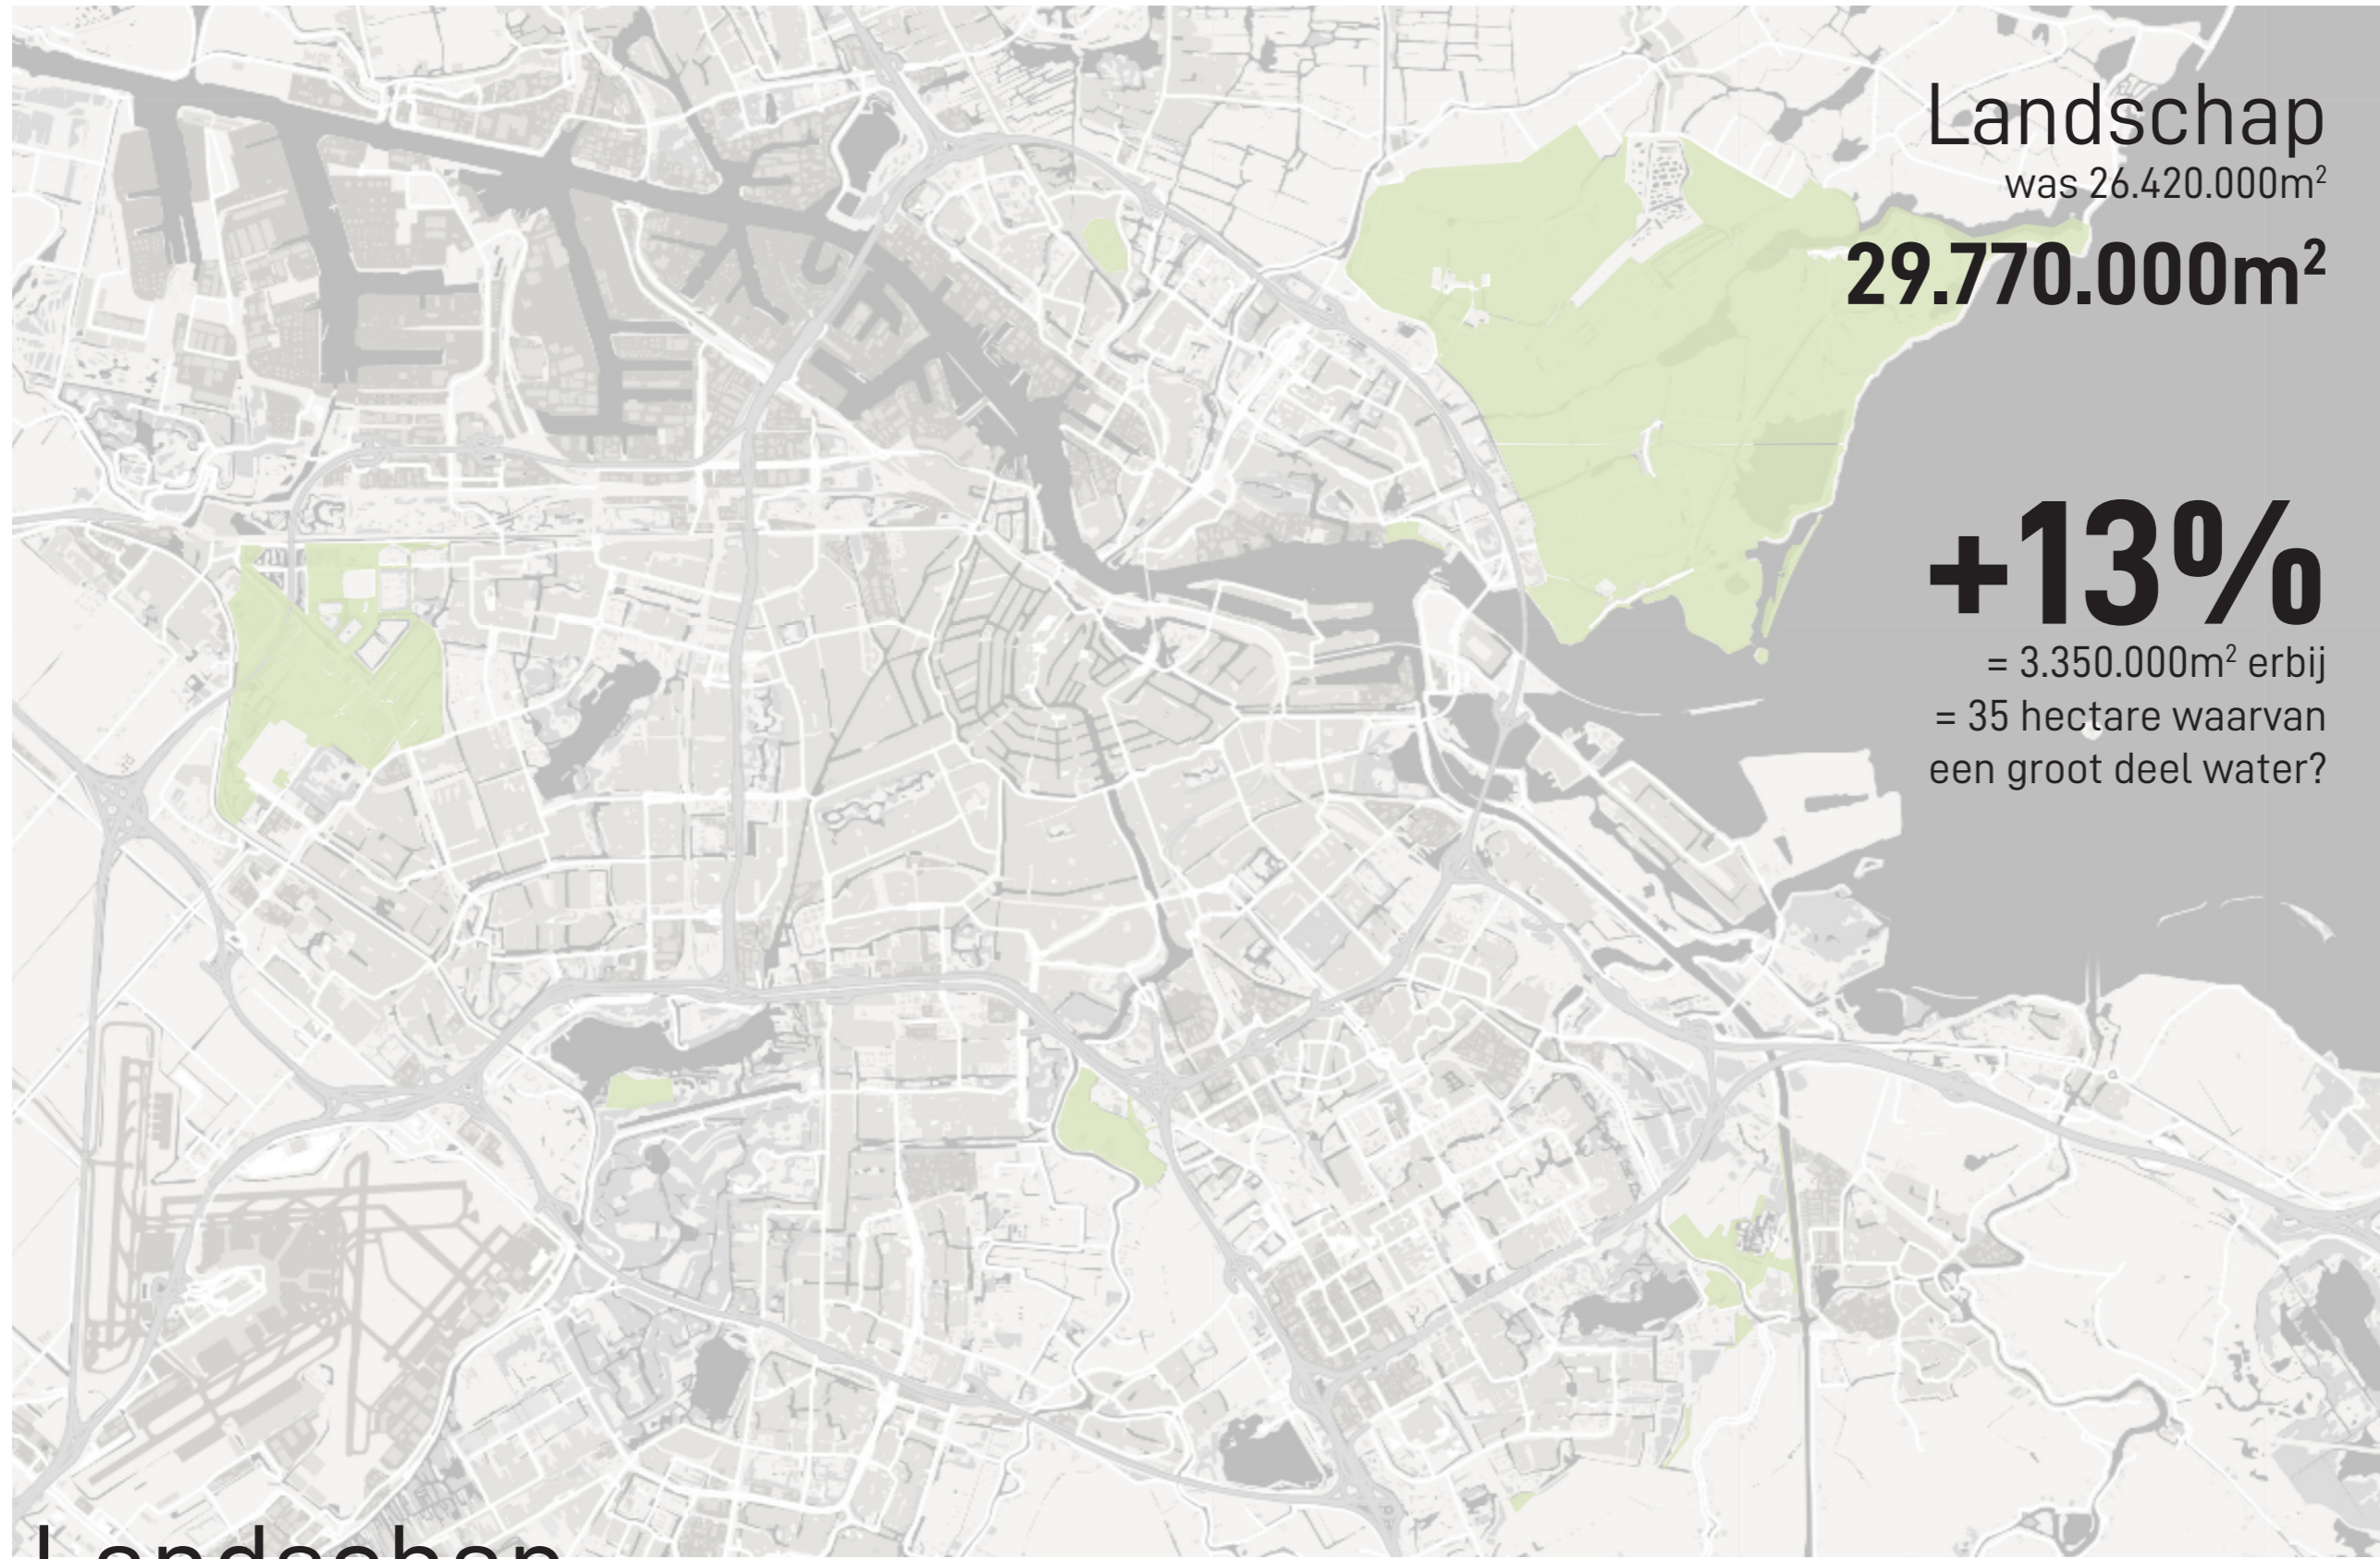 Landschap
was 26.420.000m²
29.770.000m²
+13%
= 3.350.000m² erbij
= 35 hectare waarvan
een groot deel water?
Landschap